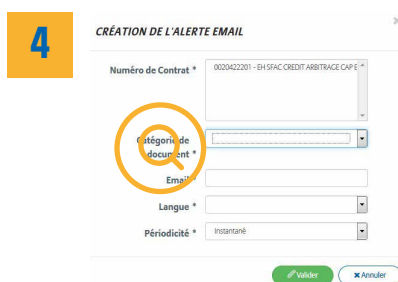 4
CRÉATION DE L'ALERTE EMAIL
×
Numéro de Contrat *
0020422201 - EH SFAC CREDIT ARBITRAGE CAP E
Catégorie de
document *
Email *
Langue *
Périodicité *
Instantané
Valider
× Annuler